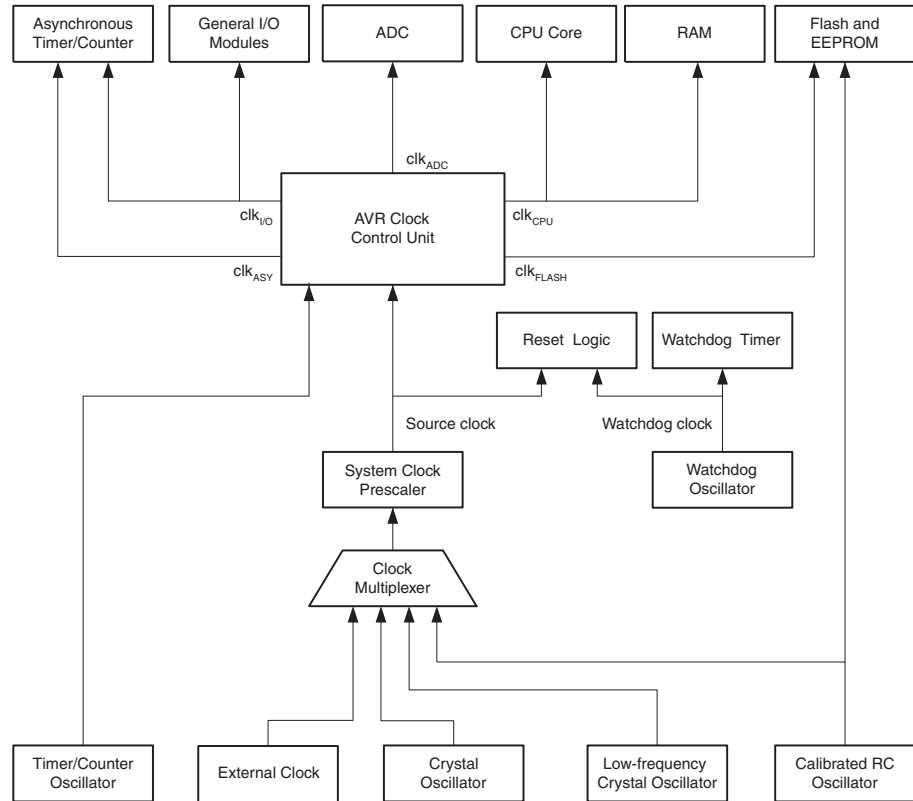 Asynchronous
Timer/Counter
General I/O
Modules
ADC
CPU Core
RAM
Flash and
EEPROM
clkADC
clkI/O
AVR Clock
Control Unit
clkCPU
clkASY
clkFLASH
Reset Logic
Watchdog Timer
Source clock
Watchdog clock
System Clock
Prescaler
Watchdog
Oscillator
Clock
Multiplexer
Timer/Counter
Oscillator
External Clock
Crystal
Oscillator
Low-frequency
Crystal Oscillator
Calibrated RC
Oscillator